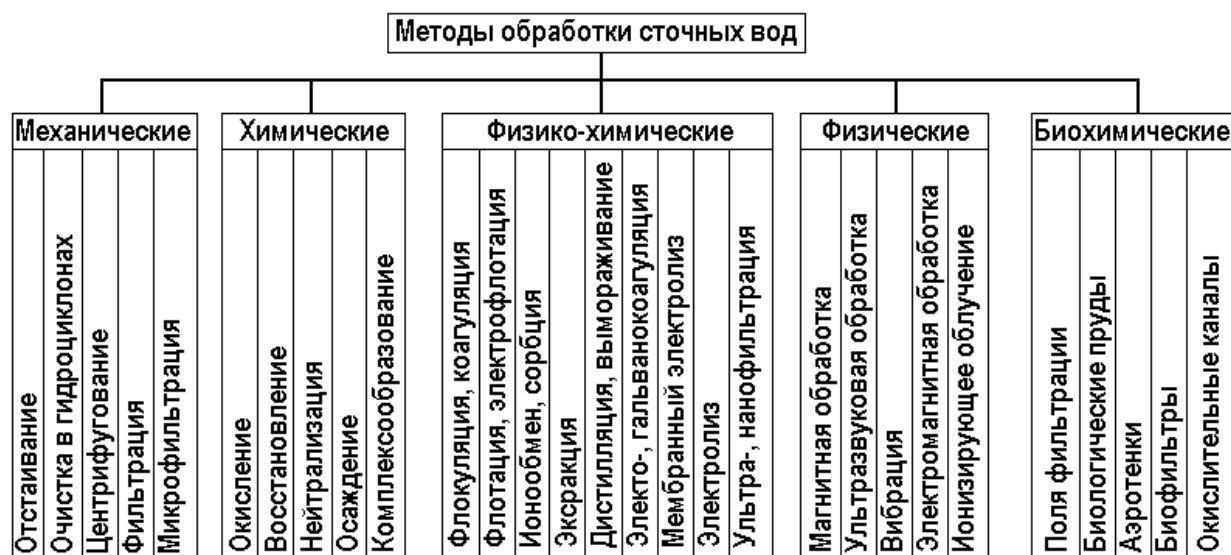 Методы обработки сточных вод
Механические
Отстаивание
Очистка в гидроциклонах
Центрифугование
Фильтрация
Микрофильтрация
Химические
Окисление
Восстановление
Нейтрализация
Осаждение
Комплексообразование
Физико-химические
Флокуляция, коагуляция
Флотация, электрофлотация
Ионообмен, сорбция
Эксракция
Дистилляция, вымораживание
Электо-, гальванокоагуляция
Мембранный электролиз
Электролиз
Ультра-, нанофильтрация
Физические
Магнитная обработка
Ультразвуковая обработка
Вибрация
Электромагнитная обработка
Ионизирующее облучение
Биохимические
Поля фильтрации
Биологические пруды
Аэротенки
Биофильтры
Окислительные каналы